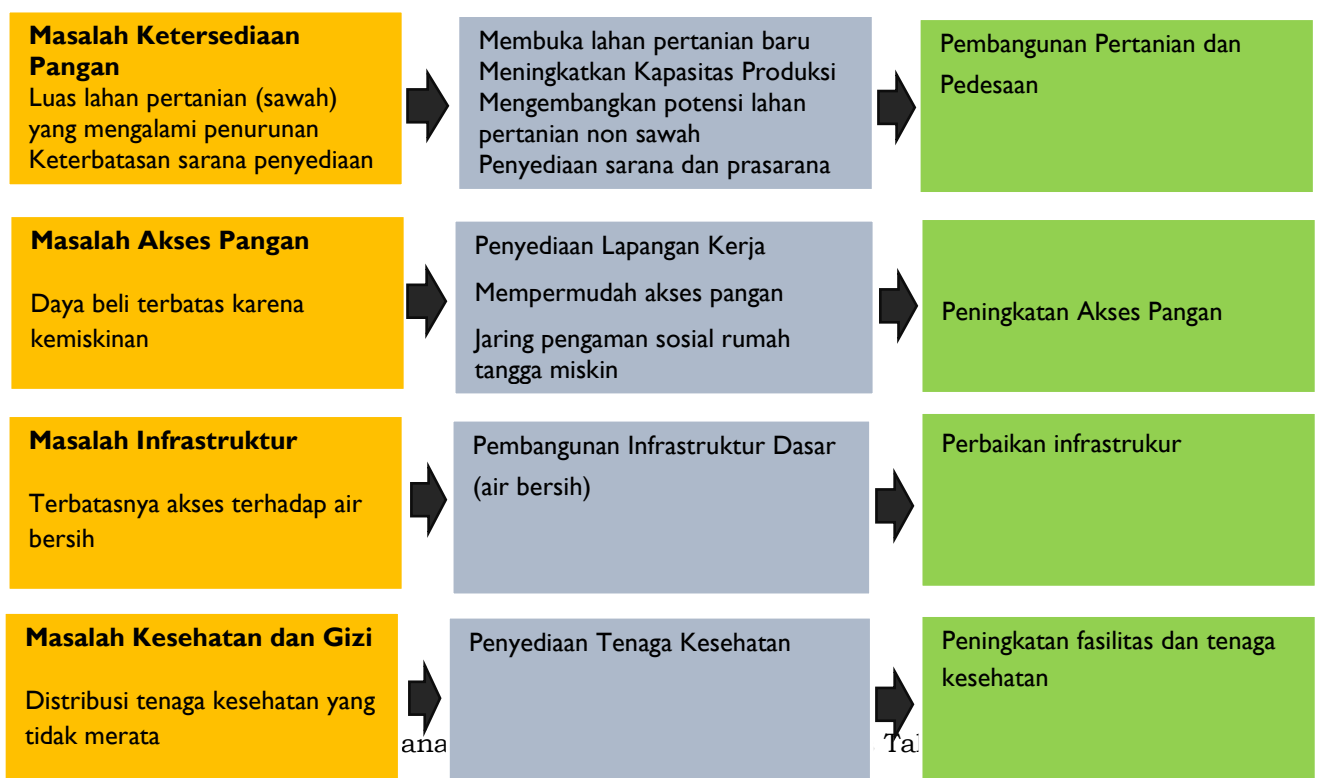 Masalah Ketersediaan
Pangan
Luas lahan pertanian (sawah)
yang mengalami penurunan
Keterbatasan sarana penyediaan
Membuka lahan pertanian baru
Meningkatkan Kapasitas Produksi
Mengembangkan potensi lahan
pertanian non sawah
Penyediaan sarana dan prasarana
Pembangunan Pertanian dan
Pedesaan
Masalah Akses Pangan
Daya beli terbatas karena
kemiskinan
Penyediaan Lapangan Kerja
Mempermudah akses pangan
Jaring pengaman sosial rumah
tangga miskin
Peningkatan Akses Pangan
Masalah Infrastruktur
Terbatasnya akses terhadap air
bersih
Pembangunan Infrastruktur Dasar
(air bersih)
Perbaikan infrastrukur
Masalah Kesehatan dan Gizi
Distribusi tenaga kesehatan yang
tidak merata
Penyediaan Tenaga Kesehatan
Peningkatan fasilitas dan tenaga
kesehatan